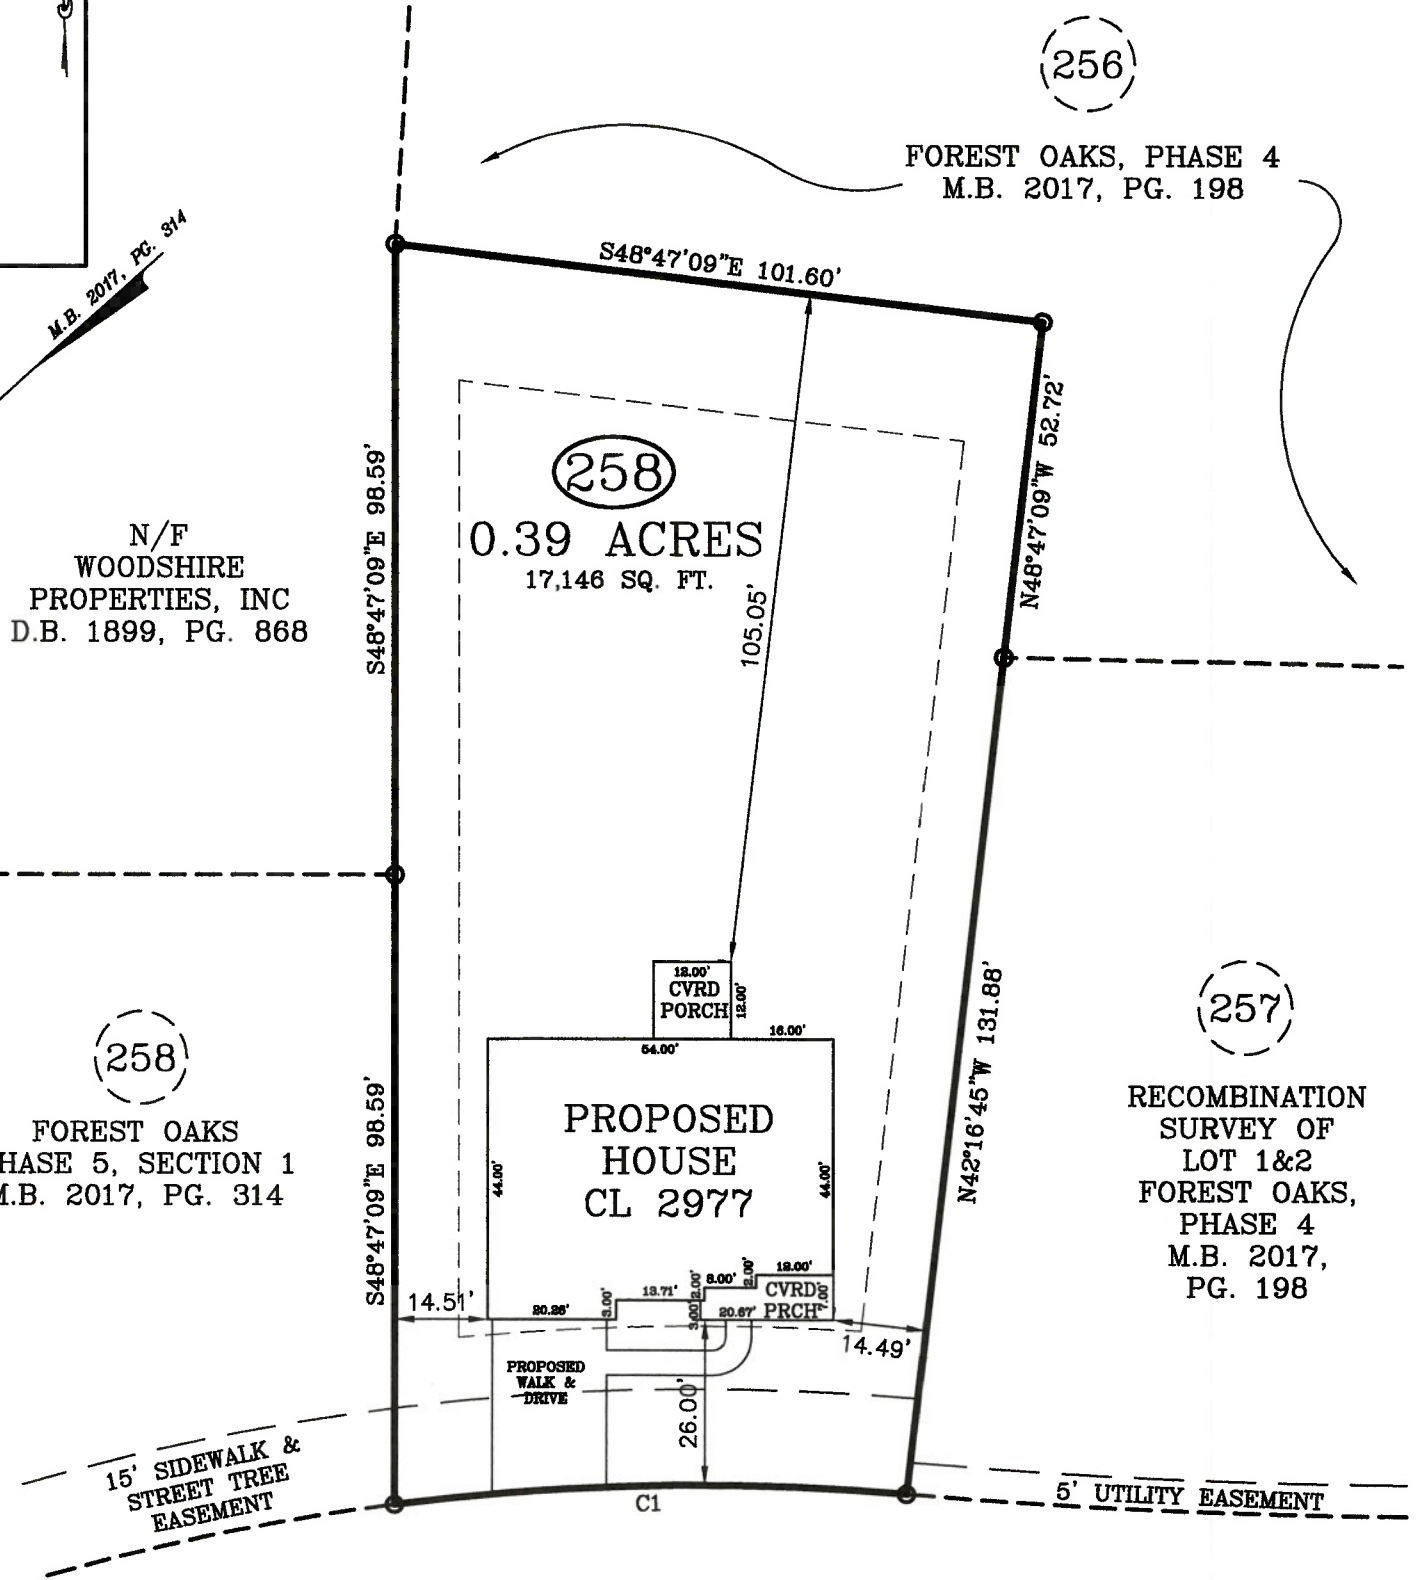 256
FOREST OAKS, PHASE 4
M.B. 2017, PG. 198
M.B. 2017, PG. 314
S48°47'09"E 101.60'
N48°47'09"W 52.72'
258
0.39 ACRES
17,146 SQ. FT.
S48°47'09"E 98.59'
N/F
WOODSHIRE
PROPERTIES, INC
D.B. 1899, PG. 868
105.05'
12.00'
CVRD
PORCH
12.00'
16.00'
54.00'
N42°16'45"W 131.88'
257
RECOMBINATION
SURVEY OF
LOT 1&2
FOREST OAKS,
PHASE 4
M.B. 2017,
PG. 198
258
FOREST OAKS
HASE 5, SECTION 1
M.B. 2017, PG. 314
S48°47'09"E 98.59'
PROPOSED
HOUSE
CL 2977
44.00'
44.00'
14.51'
20.26'
3.00'
13.71'
2.00'
3.00'
8.00'
2.00'
12.00'
20.67'
CVRD
PRCH
7.00'
14.49'
PROPOSED
WALK &
DRIVE
26.00'
15' SIDEWALK &
STREET TREE
EASEMENT
C1
5' UTILITY EASEMENT